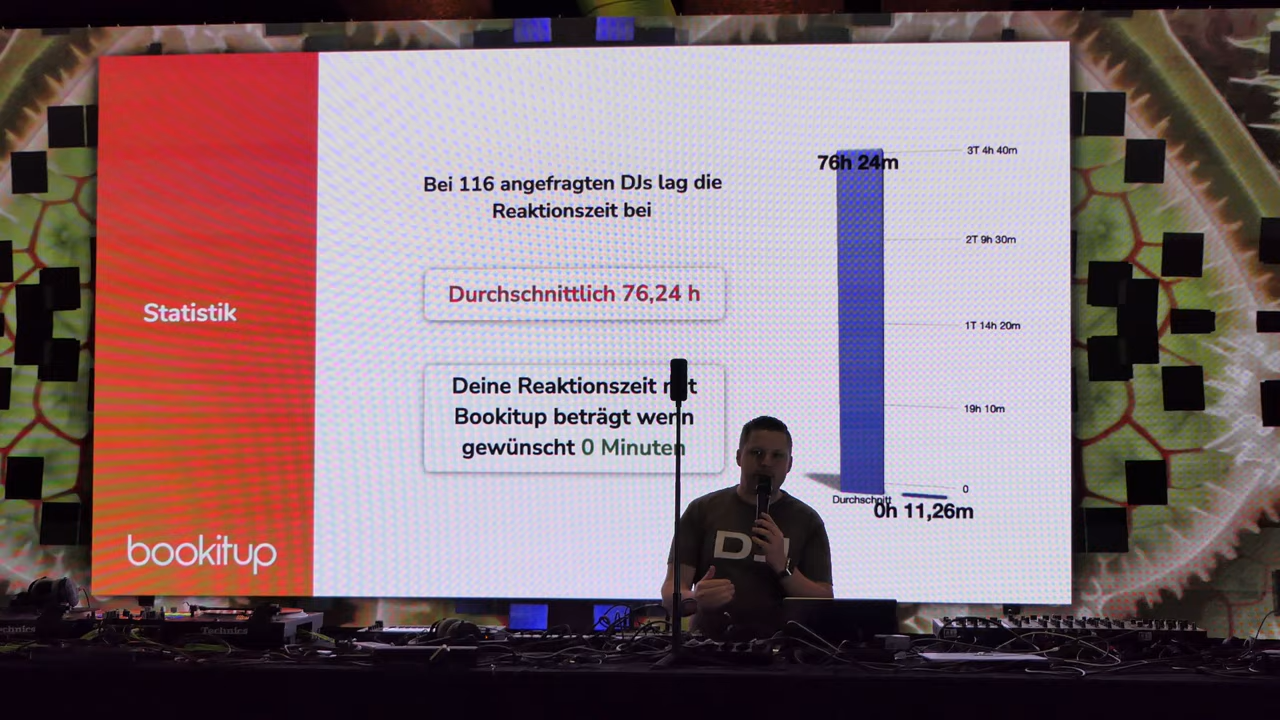 Statistik
bookitup
Bei 116 angefragten DJs lag die
Reaktionszeit bei
Durchschnittlich 76,24 h
Deine Reaktionszeit
Bookitup beträgt wenn
gewünscht 0 Minuten
76h 24m
3T 4h 40m
2T 9h 30m
1T 14h 20m
19h 10m
0
Durchschnitt
0h 11,26m
Technics
Technics